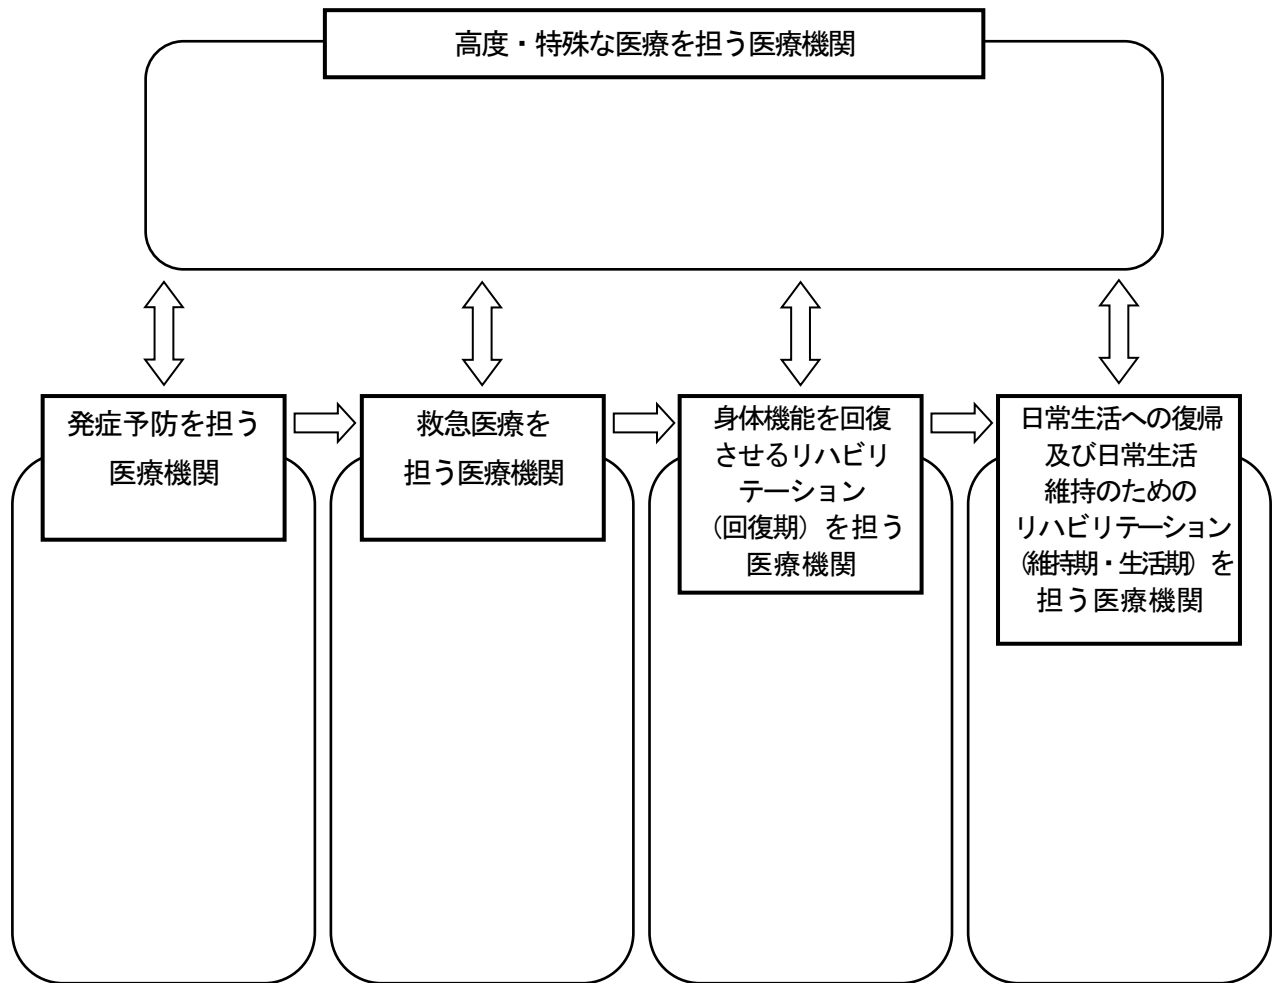 高度・特殊な医療を担う医療機関
発症予防を担う
医療機関
救急医療を
担う医療機関
身体機能を回復
させるリハビリ
テーション
（回復期）を担う
医療機関
日常生活への復帰
及び日常生活
維持のための
リハビリテーション
（維持期・生活期）を
担う医療機関